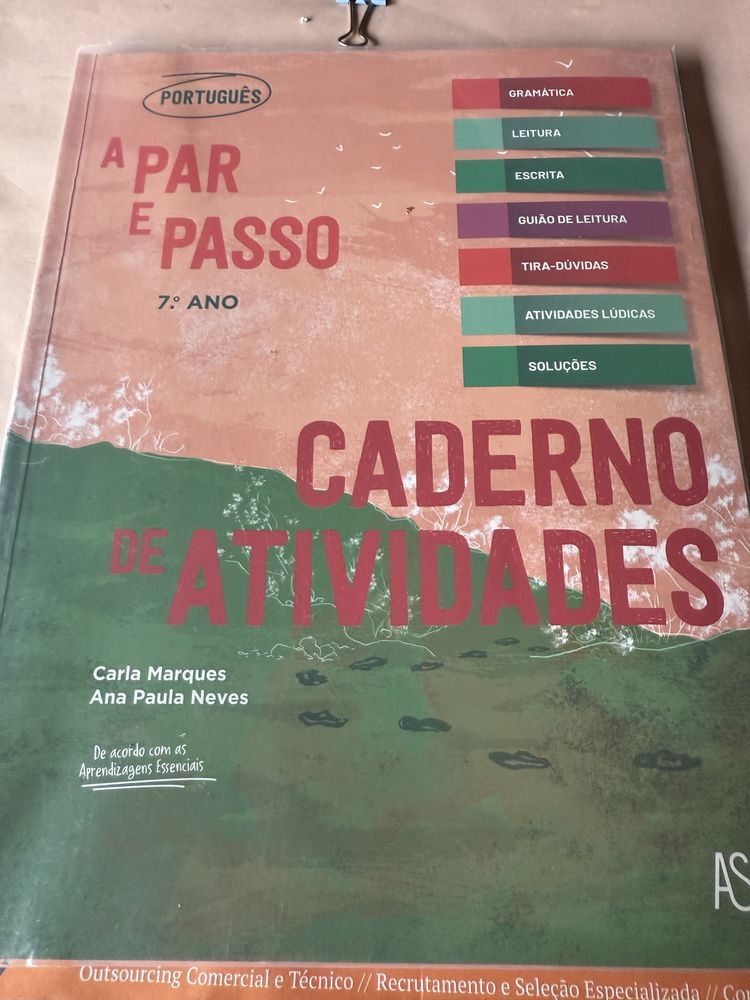 PORTUGUÊS
A PAR
E PASSO
7.º ANO
GRAMÁTICA
LEITURA
ESCRITA
GUIÃO DE LEITURA
TIRA-DÚVIDAS
ATIVIDADES LÚDICAS
SOLUÇÕES
CADERNO
DE ATIVIDADES
Carla Marques
Ana Paula Neves
De acordo com as
Aprendizagens Essenciais
AS
Outsourcing Comercial e Técnico // Recrutamento e Seleção Especializada //